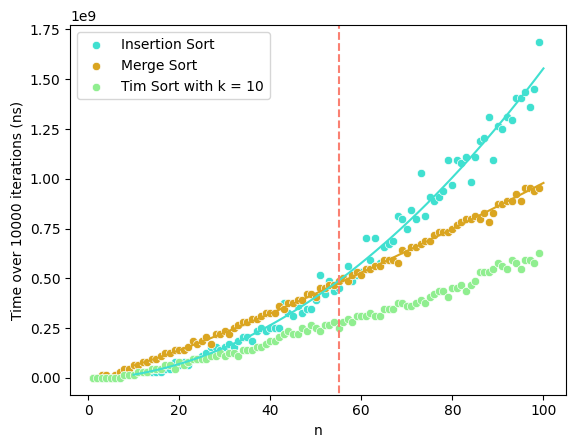 1e9
1.75
1.50
1.25
1.00
0.75
0.50
0.25
0.00
Time over 10000 iterations (ns)
Insertion Sort
Merge Sort
Tim Sort with k = 10
0 20 40 60 80 100
n